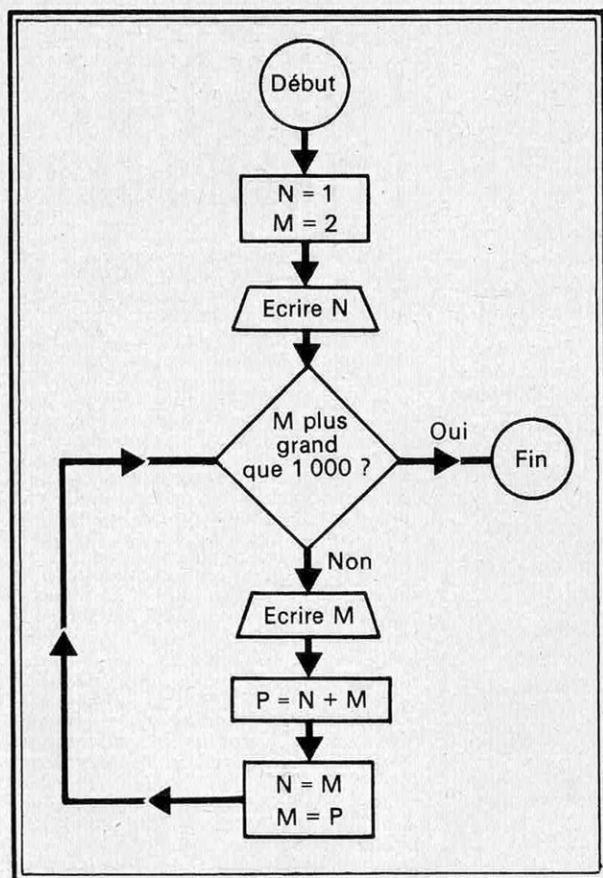 Début
N = 1
M = 2
Ecrire N
M plus
grand
que 1 000 ?
Oui
Fin
Non
Ecrire M
P = N + M
N = M
M = P